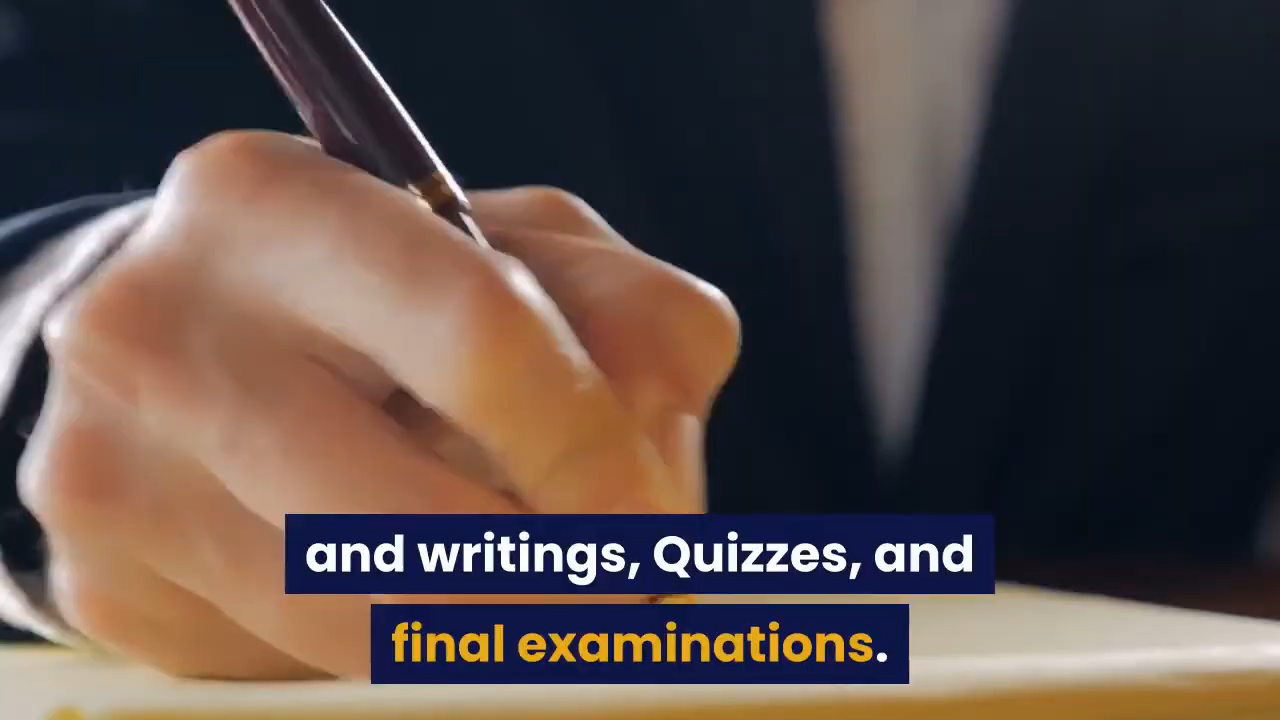 and writings, Quizzes, and
final examinations.